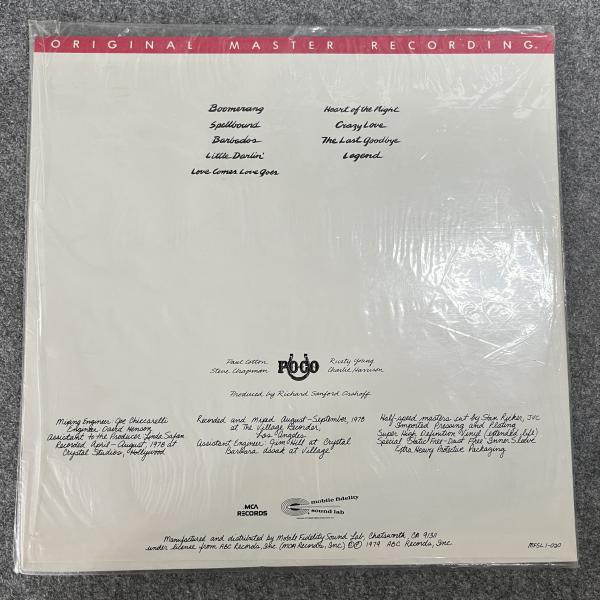 ORIGINAL MASTER RECORDING
Boomerang
Spellbound
Barbados
Little Darlin'
Love Comes Love Goes
Heart of the Night
Crazy Love
The Last Goodbye
Legend
Paul Cotton
Steve Chapman
POCO
Rusty Young
Charlie Harrison
Produced by Richard Sanford Orshoff
Mixing Engineer Joe Chiccarelli
Engineer David Henson
Assistant to the Producer Linda Safan
Recorded April-August, 1978 at
Crystal Studios, Hollywood
Recorded and mixed August-September, 1978
at The Village Recorder,
Los Angeles
Assistant Engineer: Jim Hill at Crystal
Barbara at Village
Half-speed masters cut by Stan Ricker, JVC
Imported Pressing and Plating
Super High Definition Vinyl (extended life)
Special Static Free-Dust Free Inner Sleeve
Extra Heavy Protective Packaging
MCA
RECORDS
mobile fidelity
sound lab
Manufactured and distributed by Mobile Fidelity Sound Lab, Chatsworth, CA 91311
under license from ABC Records, Inc (MCA Records, Inc) ©℗ 1979 ABC Records, Inc.
MFSL 1-020